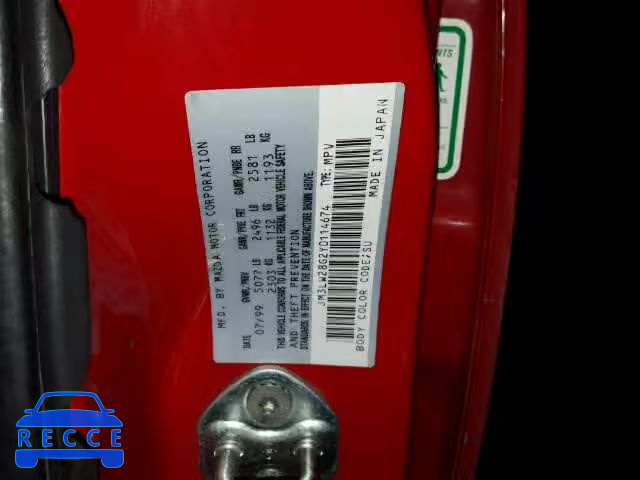 MFD. BY MAZDA MOTOR CORPORATION
DATE GVWR/PNBV GAWR/PNBE FRT GAWR/PNBE RR
07/99 5077 LB 2496 LB 2581 LB
2303 KG 1132 KG 1193 KG
THIS VEHICLE CONFORMS TO ALL APPLICABLE FEDERAL MOTOR VEHICLE SAFETY
AND THEFT PREVENTION
STANDARDS IN EFFECT ON THE DATE OF MANUFACTURE SHOWN ABOVE.
JM3LW28G2Y0114674 TYPE: MPV
BODY COLOR CODE;SU MADE IN JAPAN
RECCE